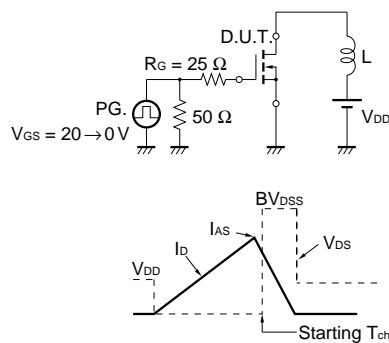 D.U.T.
RG = 25 Ω
L
PG.
50 Ω
VDD
VGS = 20 → 0 V
BVDSS
IAS
VDS
VDD
ID
Starting Tch